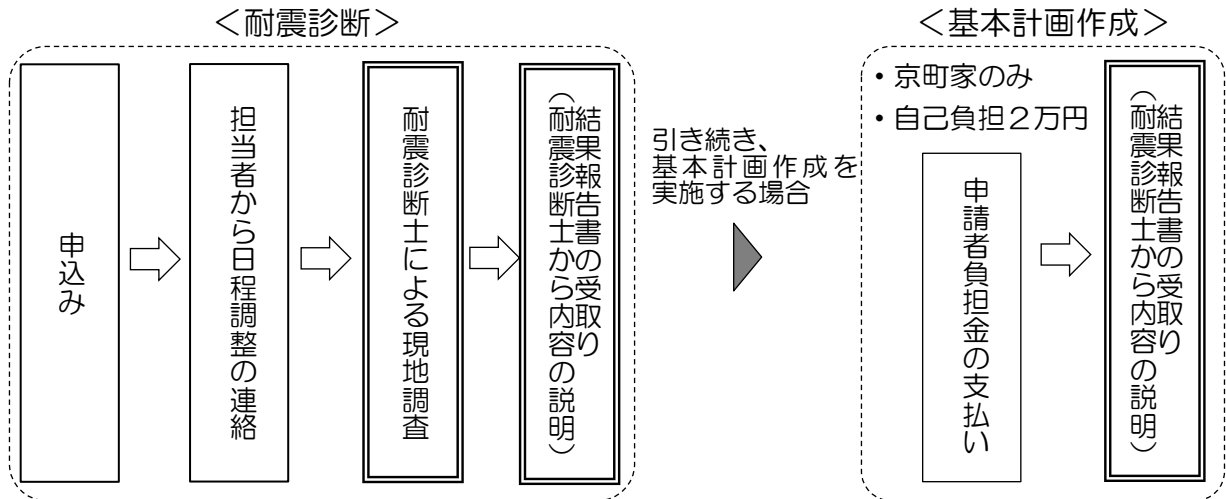 ＜耐震診断＞
申込み
担当者から日程調整の連絡
耐震診断士による現地調査
結果報告書の受取り
（耐震診断士から内容の説明）
引き続き、
基本計画作成を
実施する場合
＜基本計画作成＞
・京町家のみ
・自己負担２万円
申請者負担金の支払い
結果報告書の受取り
（耐震診断士から内容の説明）